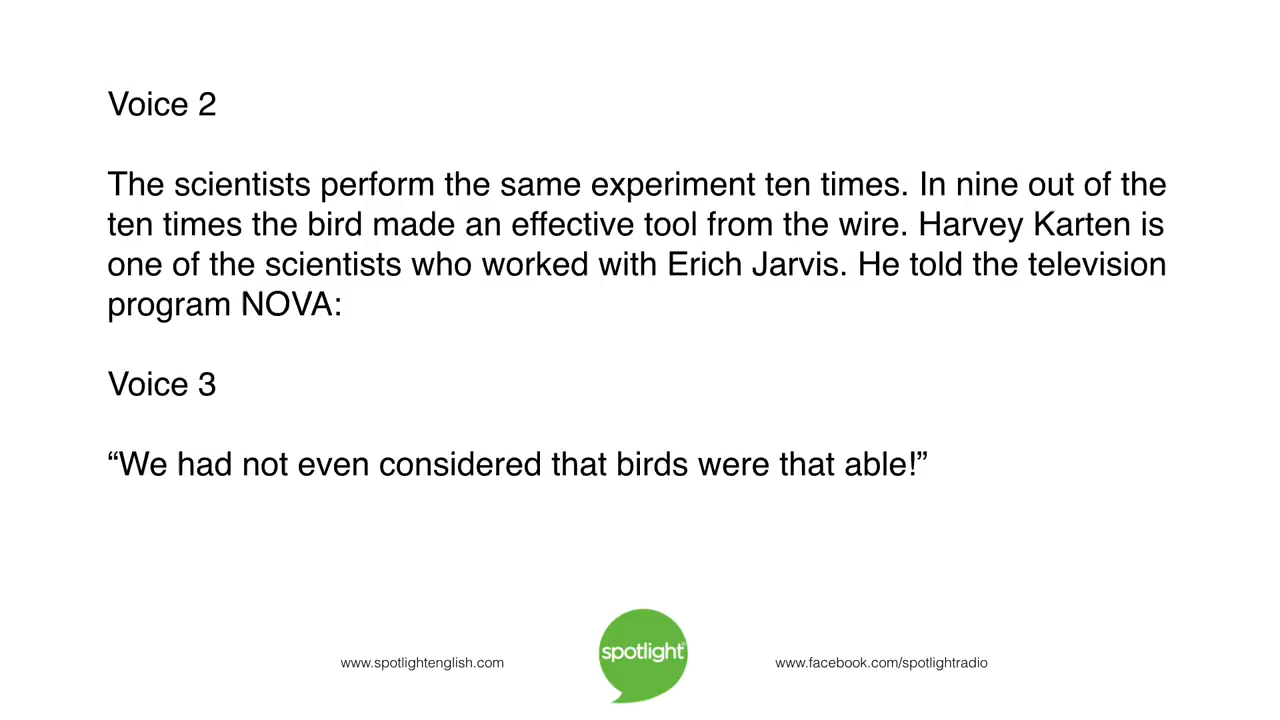 Voice 2
The scientists perform the same experiment ten times. In nine out of the
ten times the bird made an effective tool from the wire. Harvey Karten is
one of the scientists who worked with Erich Jarvis. He told the television
program NOVA:
Voice 3
“We had not even considered that birds were that able!”
www.spotlightenglish.com
spotlight
www.facebook.com/spotlightradio